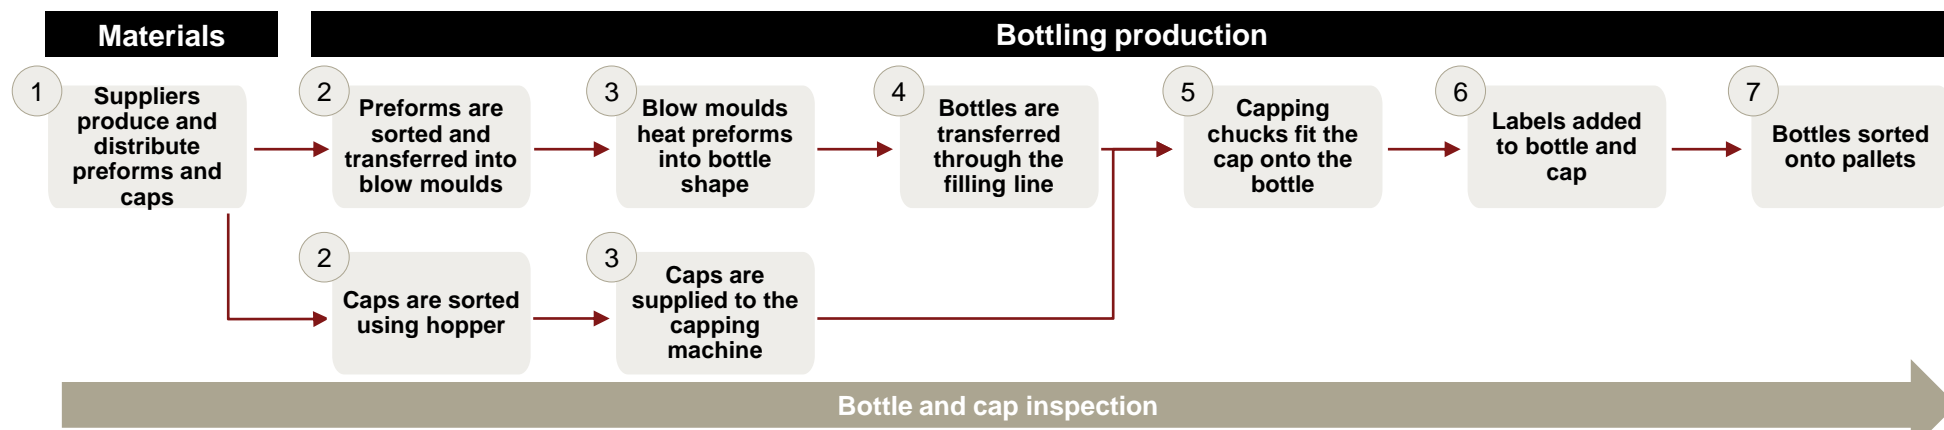 Materials
Bottling production
1
Suppliers
produce and
distribute
preforms and
caps
2
Preforms are
sorted and
transferred into
blow moulds
3
Blow moulds
heat preforms
into bottle
shape
4
Bottles are
transferred
through the
filling line
5
Capping
chucks fit the
cap onto the
bottle
6
Labels added
to bottle and
cap
7
Bottles sorted
onto pallets
2
Caps are sorted
using hopper
3
Caps are
supplied to the
capping
machine
Bottle and cap inspection